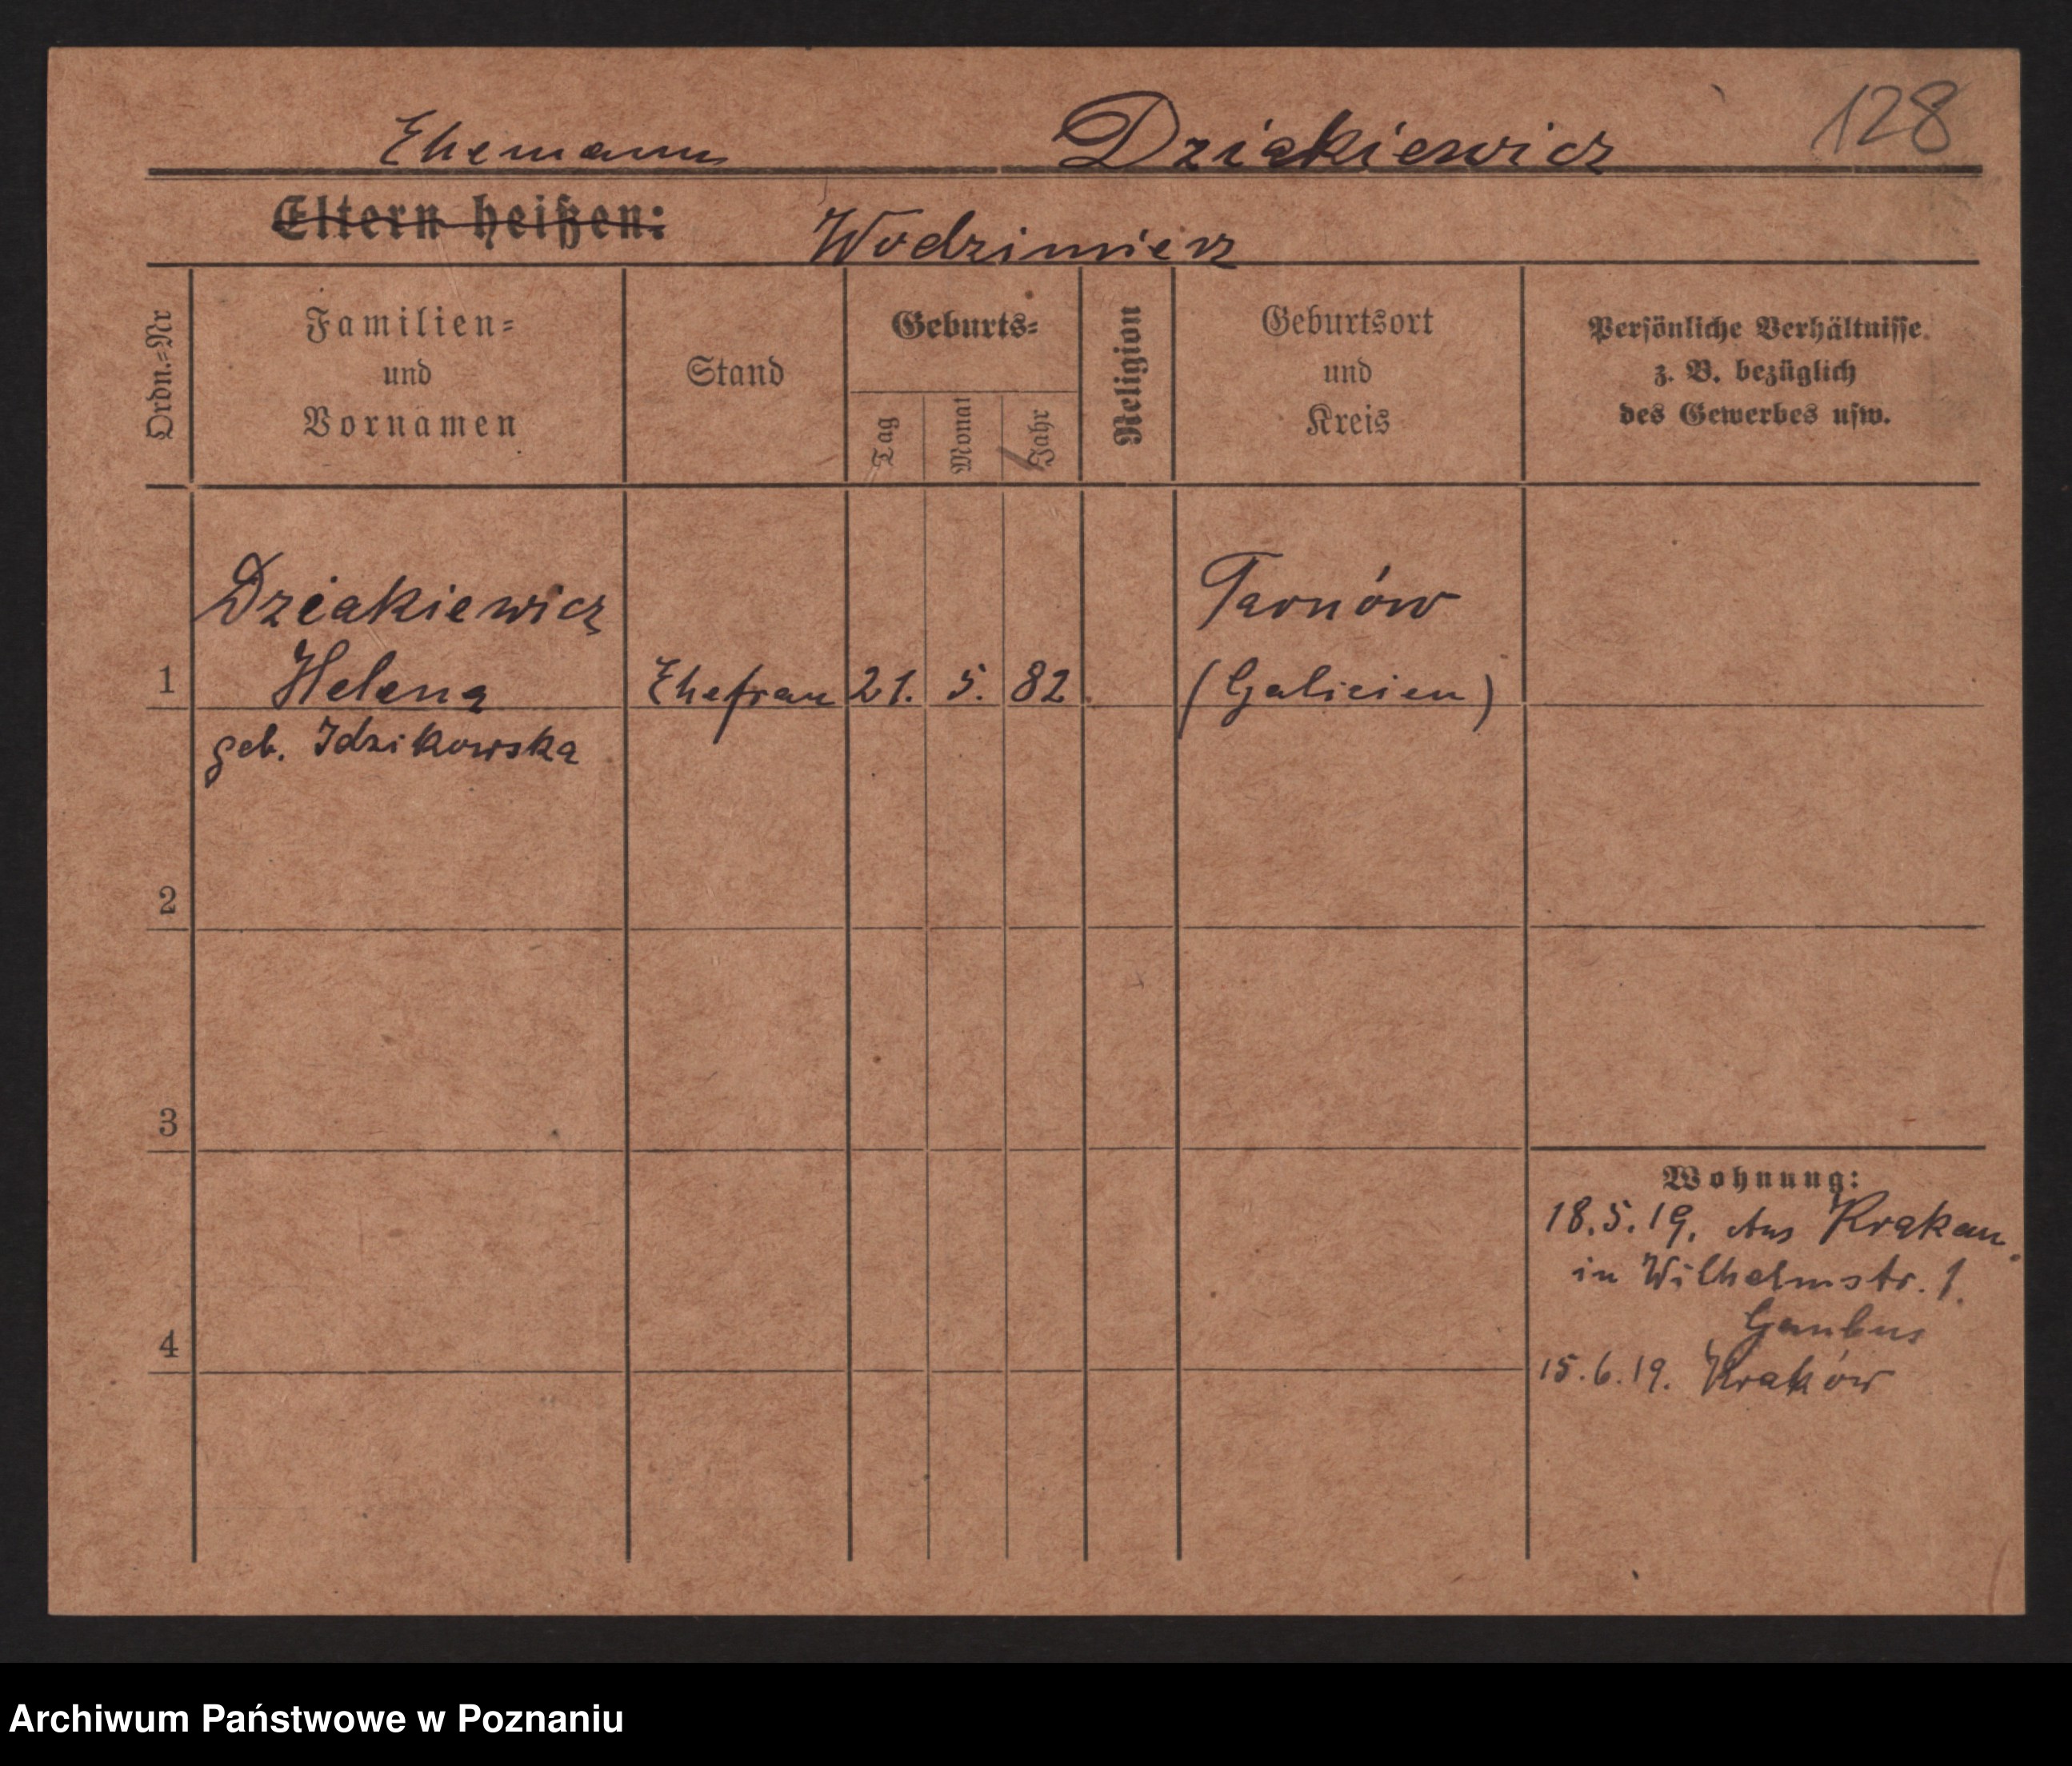 128
Ehemann Dziakiewicz
Eltern heißen: Wodzimierz
Ordn.-Nr
Familien-
und
Vornamen
Stand
Geburts-
Tag
Monat
Jahr
Religion
Geburtsort
und
Kreis
Persönliche Verhältnisse
z. B. bezüglich
des Gewerbes usw.
Dziakiewicz Tarnów
1 Helena Ehefrau 21. 5. 82. (Galicien)
geb. Idzikowska
2
3
Wohnung:
18.5.19. Aus Krakau
in Wilhelmstr. 1.
4
15.6.19. Kraków
Archiwum Państwowe w Poznaniu